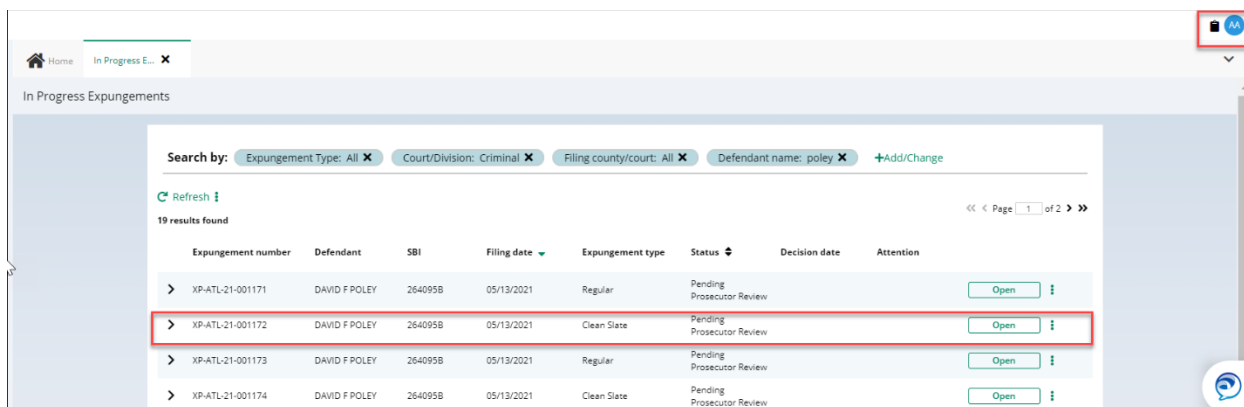 AA
Home In Progress E... X
In Progress Expungements
Search by: Expungement Type: All X Court/Division: Criminal X Filing county/court: All X Defendant name: poley X +Add/Change
Refresh
<< < Page 1 of 2 > >>
19 results found
Expungement number Defendant SBI Filing date Expungement type Status Decision date Attention
> XP-ATL-21-001171 DAVID F POLEY 264095B 05/13/2021 Regular Pending Open
Prosecutor Review
> XP-ATL-21-001172 DAVID F POLEY 264095B 05/13/2021 Clean Slate Pending Open
Prosecutor Review
> XP-ATL-21-001173 DAVID F POLEY 264095B 05/13/2021 Regular Pending Open
Prosecutor Review
> XP-ATL-21-001174 DAVID F POLEY 264095B 05/13/2021 Clean Slate Pending Open
Prosecutor Review